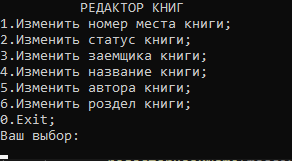 РЕДАКТОР КНИГ
1.Изменить номер места книги;
2.Изменить статус книги;
3.Изменить заемщика книги;
4.Изменить название книги;
5.Изменить автора книги;
6.Изменить роздел книги;
0.Exit;
Ваш выбор: